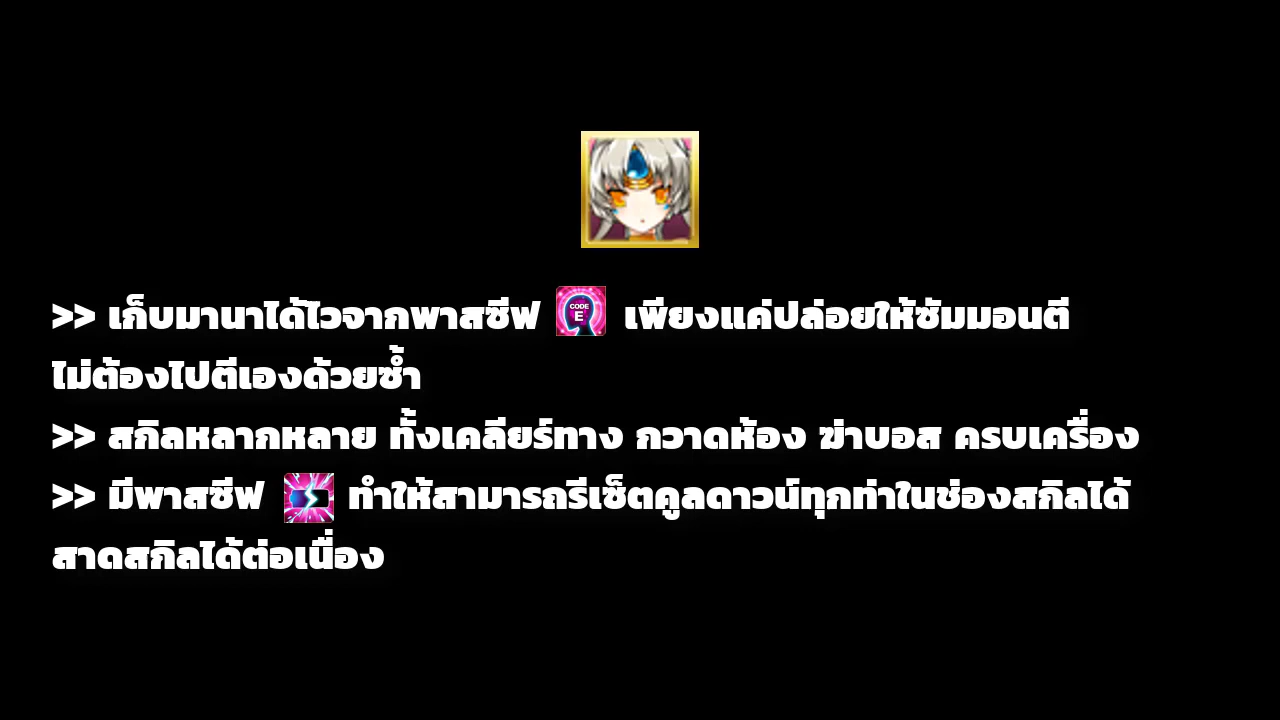 >> เก็บมานาได้ไวจากพาสซีฟ CODE E เพียงแค่ปล่อยให้ซัมมอนตี
ไม่ต้องไปตีเองด้วยซ้ำ
>> สกิลหลากหลาย ทั้งเคลียร์ทาง กวาดห้อง ฆ่าบอส ครบเครื่อง
>> มีพาสซีฟ ทำให้สามารถรีเซ็ตคูลดาวน์ทุกท่าในช่องสกิลได้
สาดสกิลได้ต่อเนื่อง